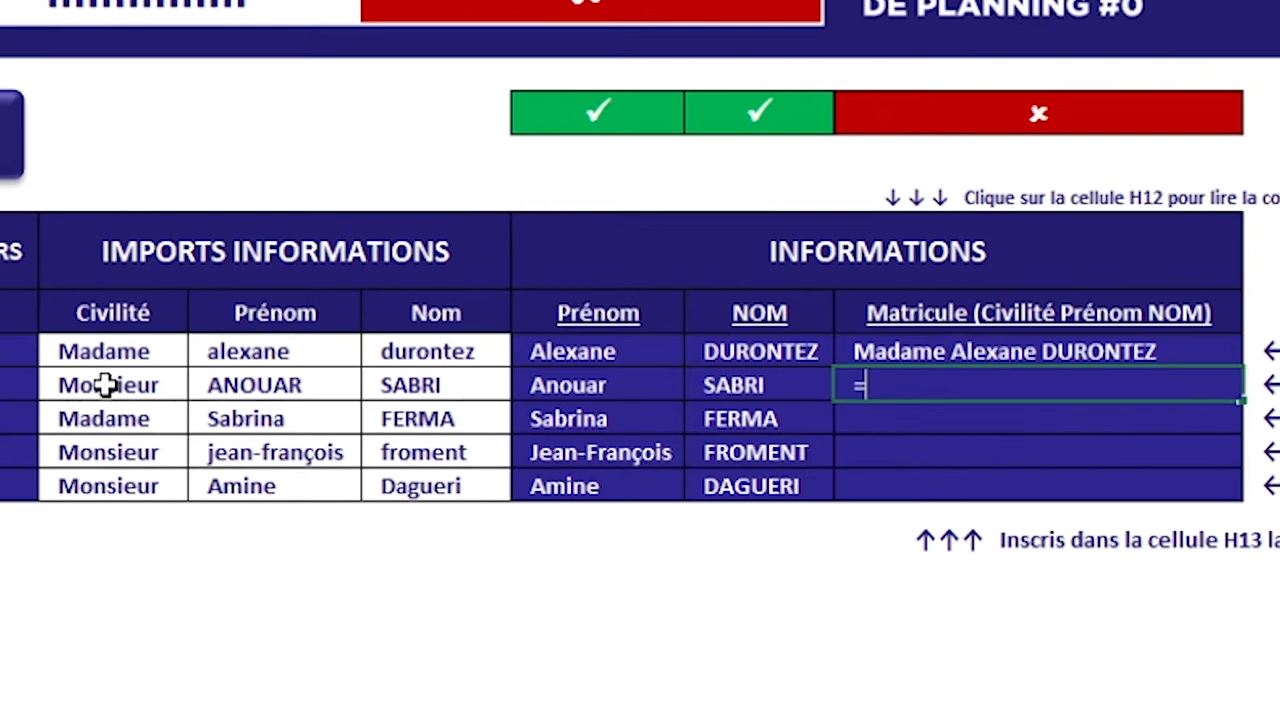 DE PLANNING #0
✓ ✓ ×
↓ ↓ ↓ Clique sur la cellule H12 pour lire la co
RS IMPORTS INFORMATIONS INFORMATIONS
Civilité Prénom Nom Prénom NOM Matricule (Civilité Prénom NOM)
Madame alexane durontez Alexane DURONTEZ Madame Alexane DURONTEZ ←
Monsieur ANOUAR SABRI Anouar SABRI = ←
Madame Sabrina FERMA Sabrina FERMA ←
Monsieur jean-françois froment Jean-François FROMENT ←
Monsieur Amine Dagueri Amine DAGUERI ←
↑↑↑ Inscris dans la cellule H13 la